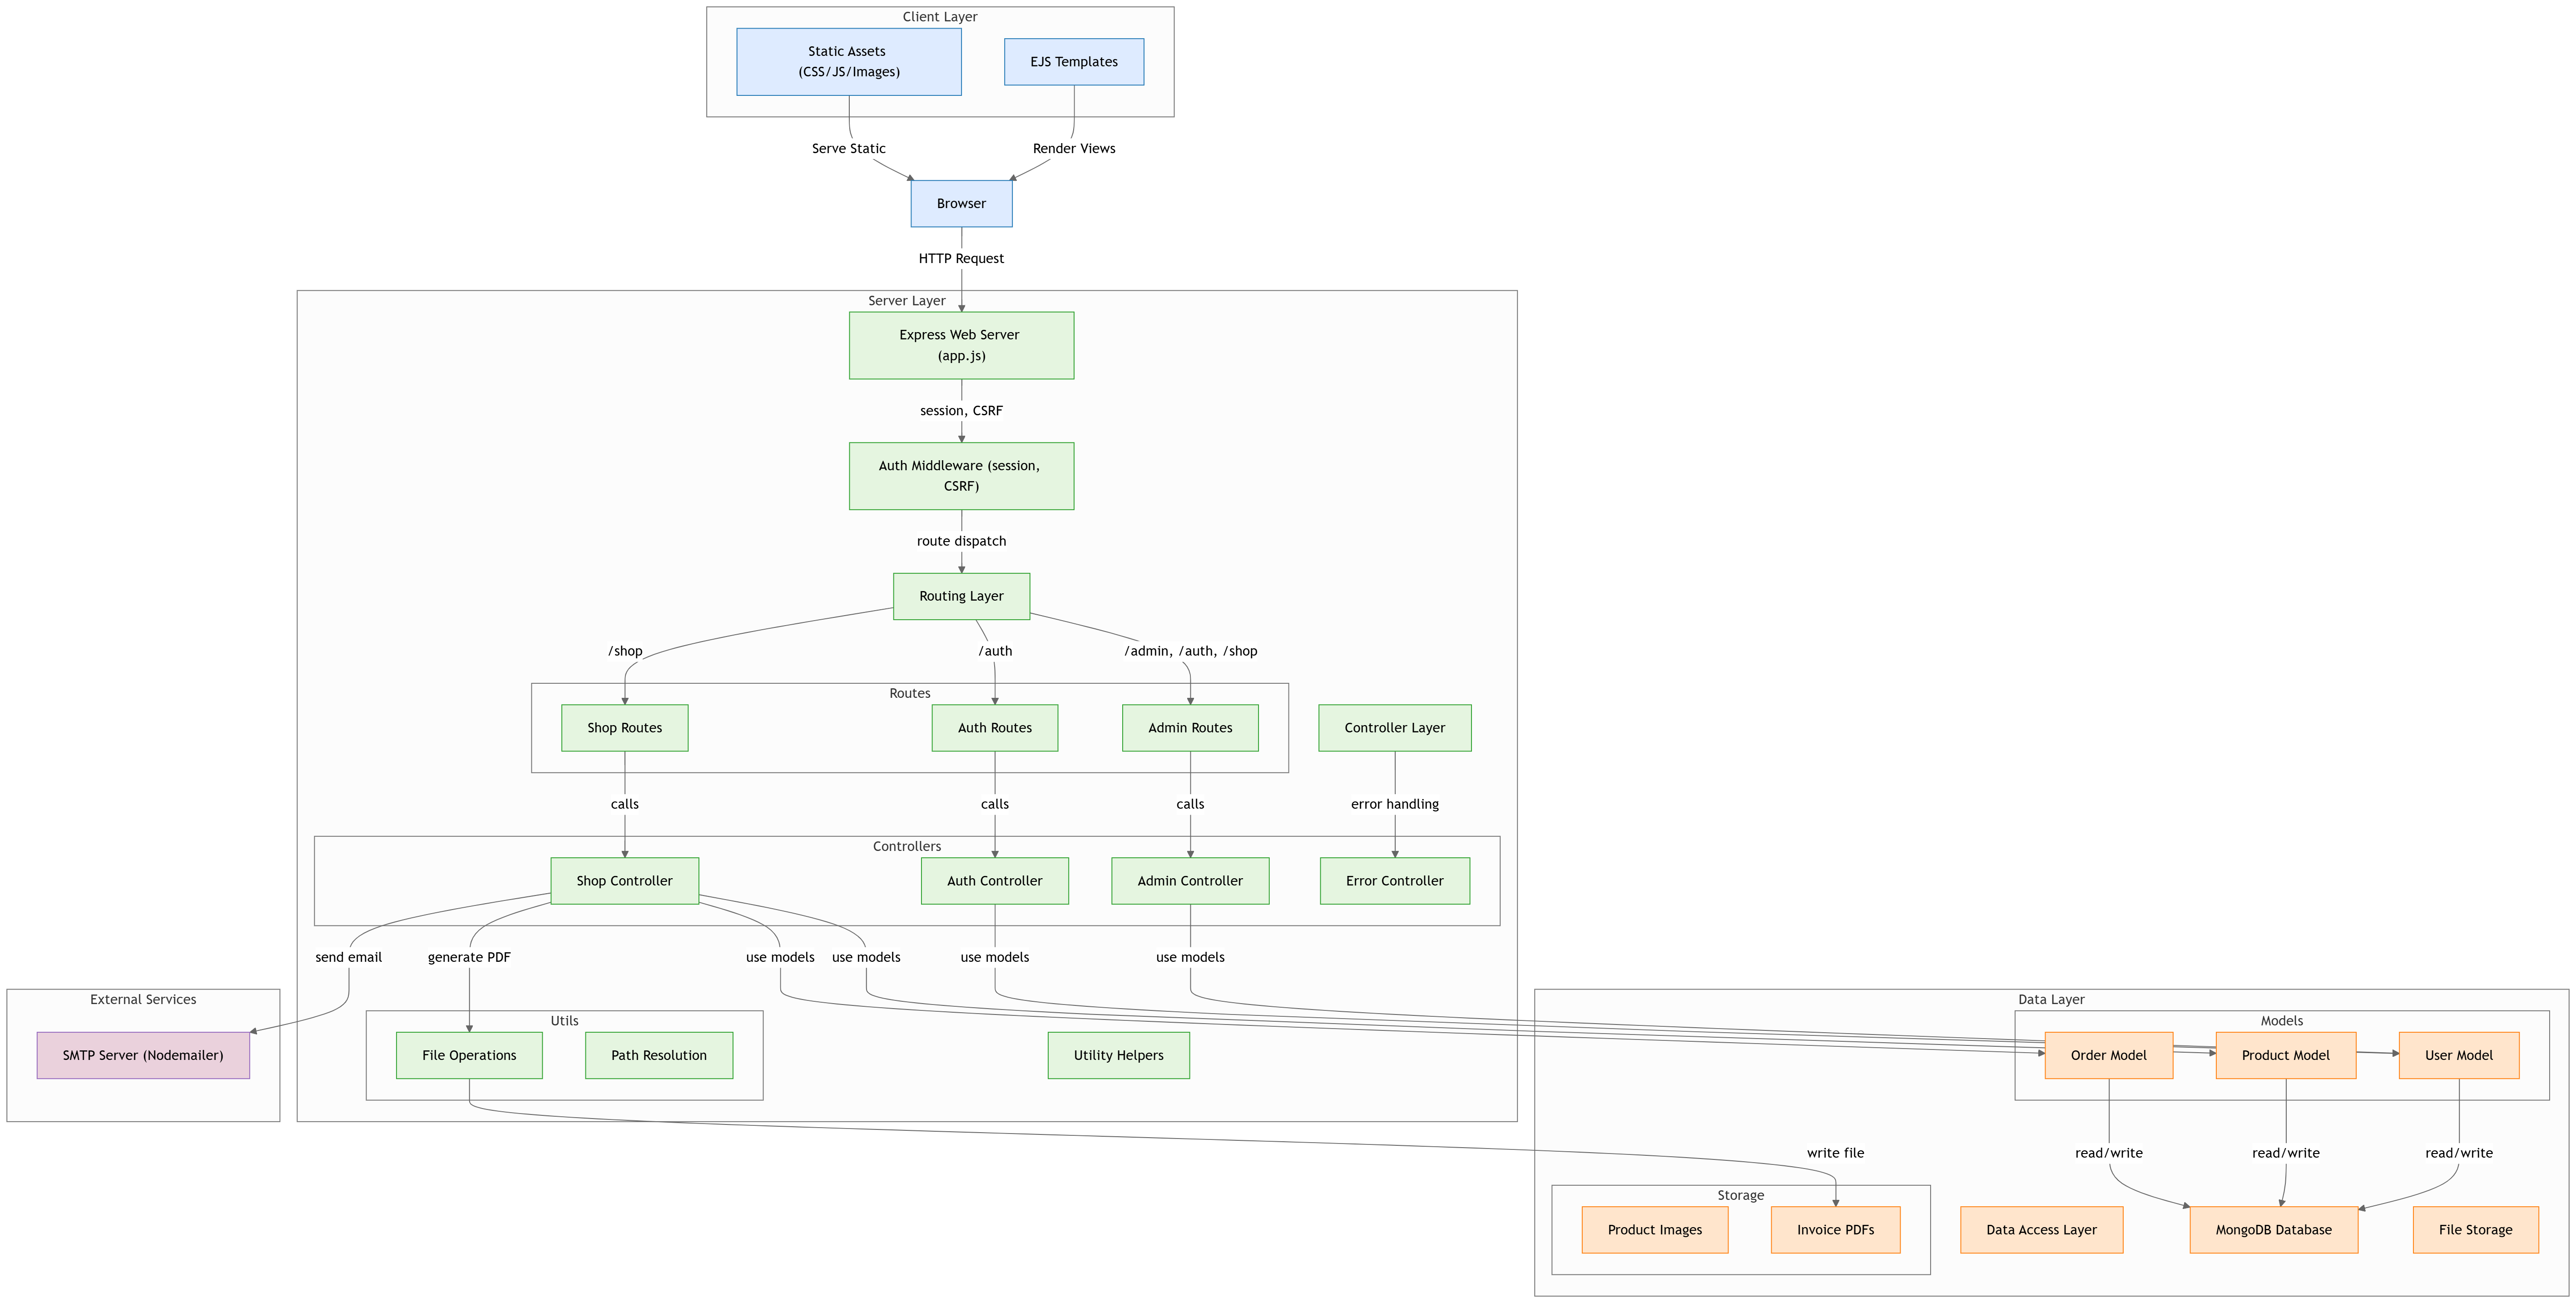 Client Layer
Static Assets
(CSS/JS/Images)
EJS Templates
Serve Static
Render Views
Browser
HTTP Request
Server Layer
Express Web Server
(app.js)
session, CSRF
Auth Middleware (session,
CSRF)
route dispatch
Routing Layer
/shop
/auth
/admin, /auth, /shop
Routes
Shop Routes
Auth Routes
Admin Routes
Controller Layer
calls
calls
calls
error handling
Controllers
Shop Controller
Auth Controller
Admin Controller
Error Controller
send email
generate PDF
use models
use models
use models
use models
External Services
SMTP Server (Nodemailer)
Utils
File Operations
Path Resolution
Utility Helpers
Data Layer
Models
Order Model
Product Model
User Model
write file
read/write
read/write
read/write
Storage
Product Images
Invoice PDFs
Data Access Layer
MongoDB Database
File Storage